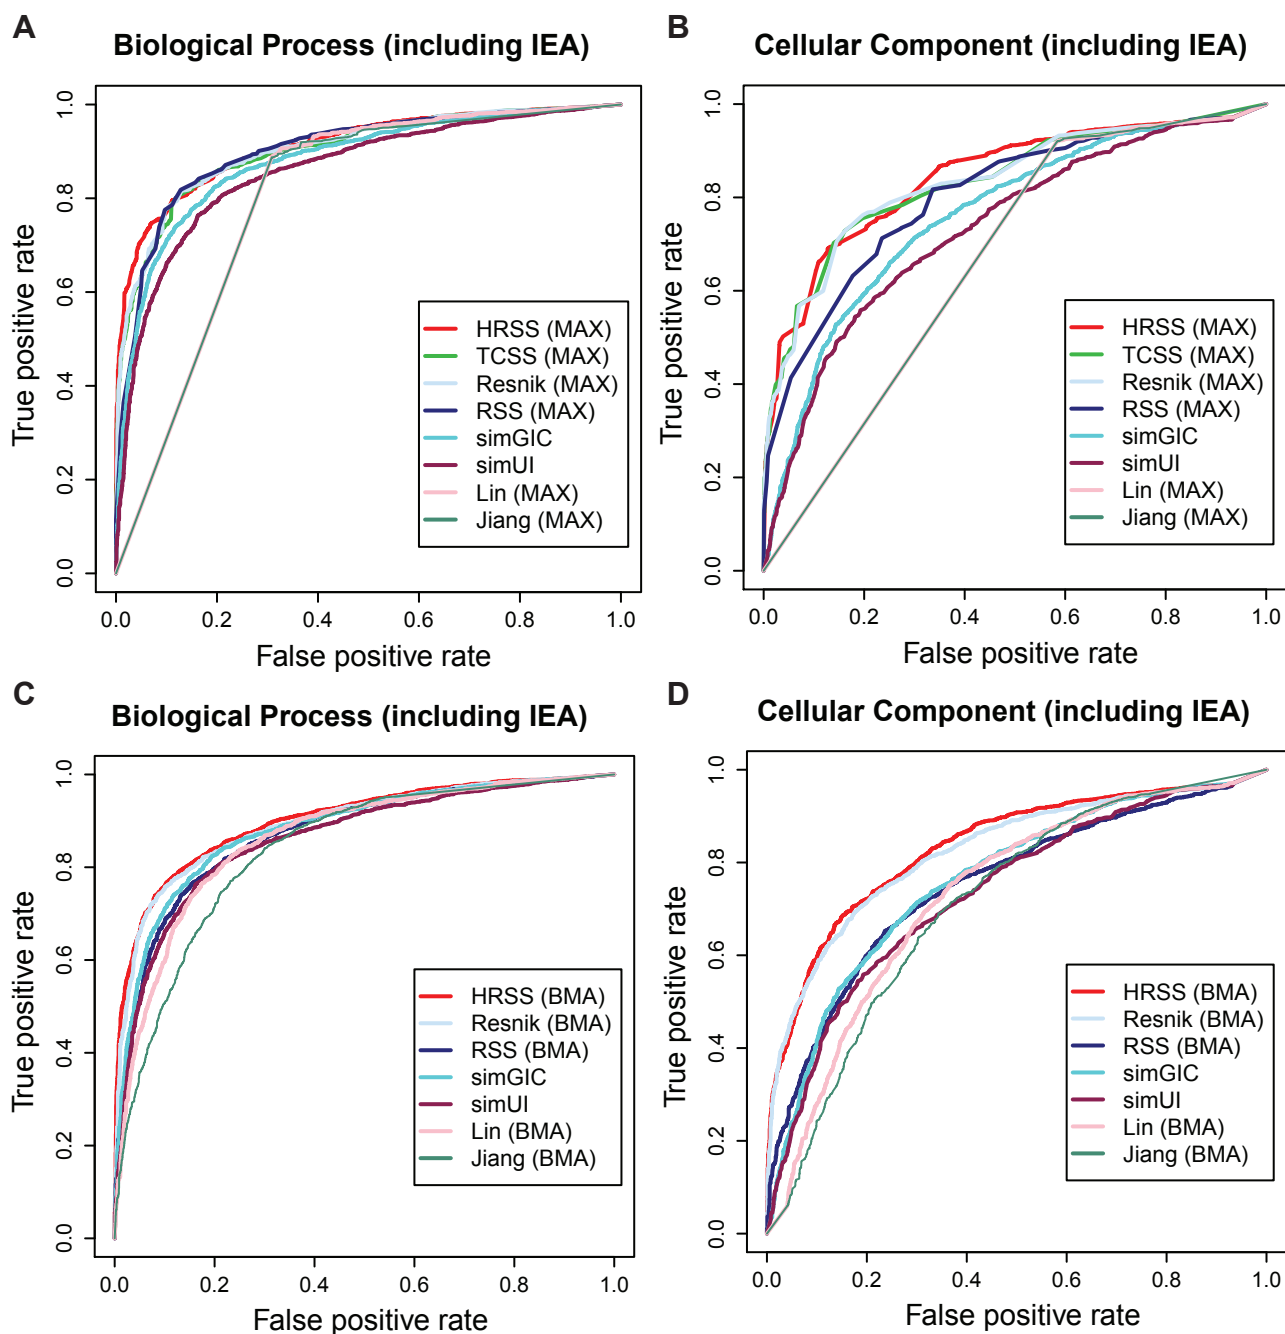 A
Biological Process (including IEA)
True positive rate
0.0 0.2 0.4 0.6 0.8 1.0
HRSS (MAX)
TCSS (MAX)
Resnik (MAX)
RSS (MAX)
simGIC
simUI
Lin (MAX)
Jiang (MAX)
0.0 0.2 0.4 0.6 0.8 1.0
False positive rate
B
Cellular Component (including IEA)
True positive rate
0.0 0.2 0.4 0.6 0.8 1.0
HRSS (MAX)
TCSS (MAX)
Resnik (MAX)
RSS (MAX)
simGIC
simUI
Lin (MAX)
Jiang (MAX)
0.0 0.2 0.4 0.6 0.8 1.0
False positive rate
C
Biological Process (including IEA)
True positive rate
0.0 0.2 0.4 0.6 0.8 1.0
HRSS (BMA)
Resnik (BMA)
RSS (BMA)
simGIC
simUI
Lin (BMA)
Jiang (BMA)
0.0 0.2 0.4 0.6 0.8 1.0
False positive rate
D
Cellular Component (including IEA)
True positive rate
0.0 0.2 0.4 0.6 0.8 1.0
HRSS (BMA)
Resnik (BMA)
RSS (BMA)
simGIC
simUI
Lin (BMA)
Jiang (BMA)
0.0 0.2 0.4 0.6 0.8 1.0
False positive rate